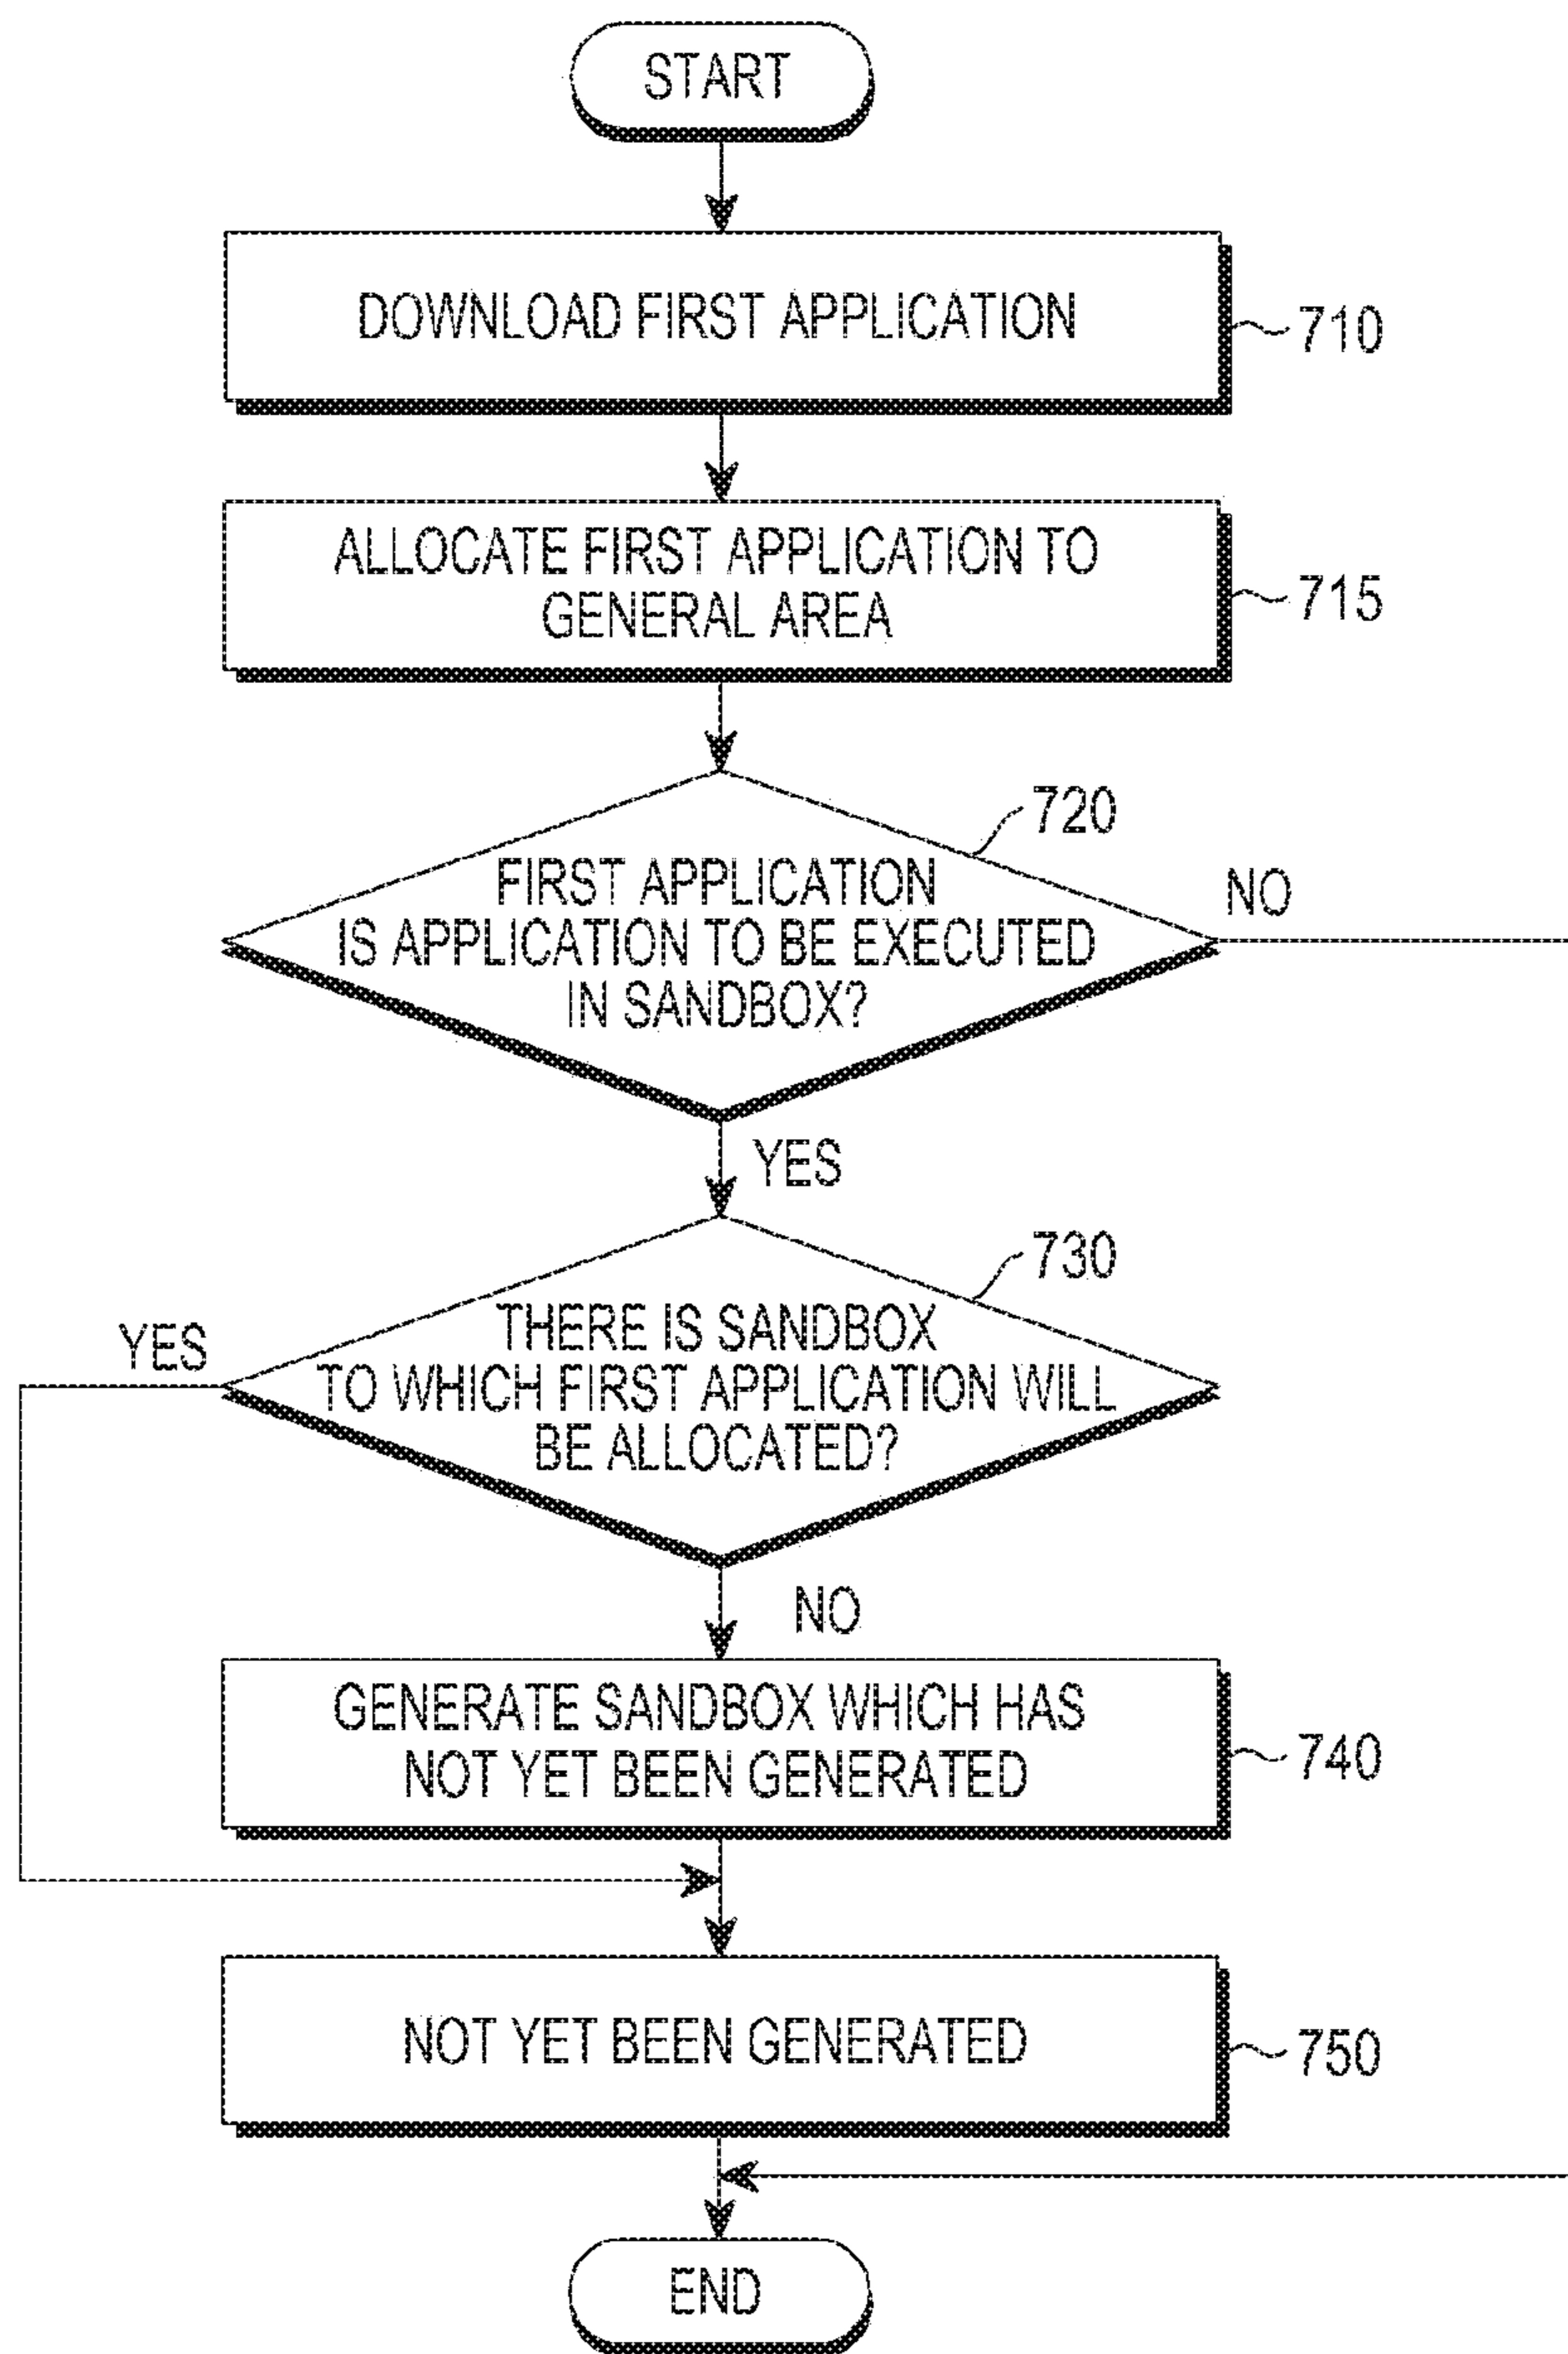 START
DOWNLOAD FIRST APPLICATION
710
ALLOCATE FIRST APPLICATION TO
GENERAL AREA
715
720
FIRST APPLICATION
IS APPLICATION TO BE EXECUTED
IN SANDBOX?
NO
YES
730
THERE IS SANDBOX
TO WHICH FIRST APPLICATION WILL
BE ALLOCATED?
YES
NO
GENERATE SANDBOX WHICH HAS
NOT YET BEEN GENERATED
740
NOT YET BEEN GENERATED
750
END